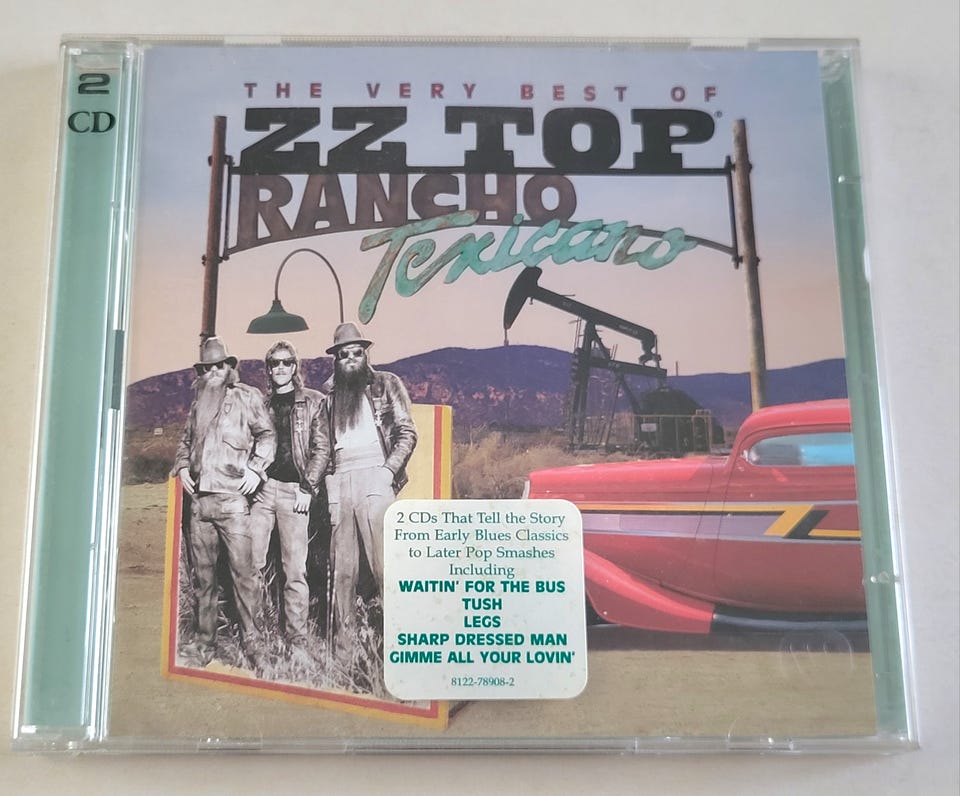 2
CD
THE VERY BEST OF
ZZ TOP®
RANCHO
Texicano
2 CDs That Tell the Story
From Early Blues Classics
to Later Pop Smashes
Including
WAITIN' FOR THE BUS
TUSH
LEGS
SHARP DRESSED MAN
GIMME ALL YOUR LOVIN'
8122-78908-2